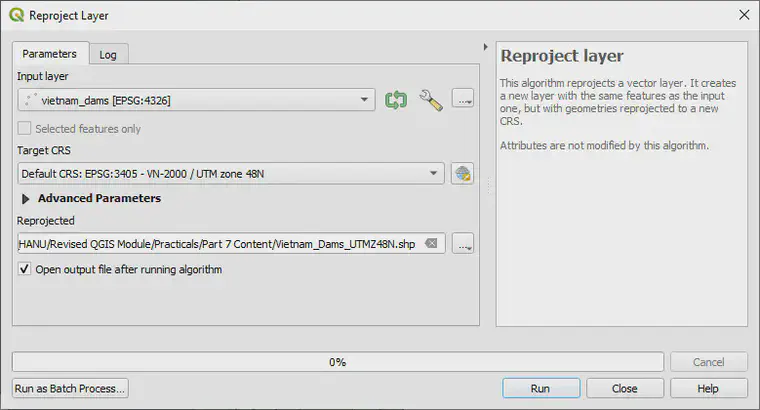 Reproject Layer
Parameters
Log
Input layer
vietnam_dams [EPSG:4326]
...
Selected features only
Target CRS
Default CRS: EPSG:3405 - VN-2000 / UTM zone 48N
Advanced Parameters
Reprojected
HANU/Revised QGIS Module/Practicals/Part 7 Content/Vietnam_Dams_UTMZ48N.shp
...
Open output file after running algorithm
Reproject layer
This algorithm reprojects a vector layer. It creates
a new layer with the same features as the input
one, but with geometries reprojected to a new
CRS.
Attributes are not modified by this algorithm.
0%
Cancel
Run as Batch Process...
Run
Close
Help